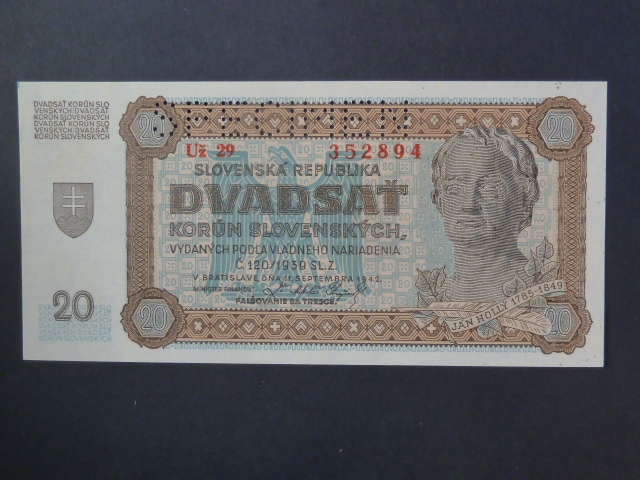 DVADSAŤ KORÚN SLO
VENSKÝCH DVADSAŤ
KORÚN SLOVENSKÝCH
DVADSAŤ KORÚN SLO
VENSKÝCH DVADSAŤ
KORÚN SLOVENSKÝCH
SPECIMEN
20
20
Už 29 352894
SLOVENSKÁ REPUBLIKA
DVADSAŤ
KORÚN SLOVENSKÝCH,
VYDANÝCH PODĽA VLÁDNEHO NARIADENIA
Č. 120/1939 SL. Z.
V BRATISLAVE, DŇA 11. SEPTEMBRA 1942.
MINISTER FINANCIÍ:
FALŠOVANIE SA TRESCE.
20
20
20
JÁN HOLLÝ 1785-1849